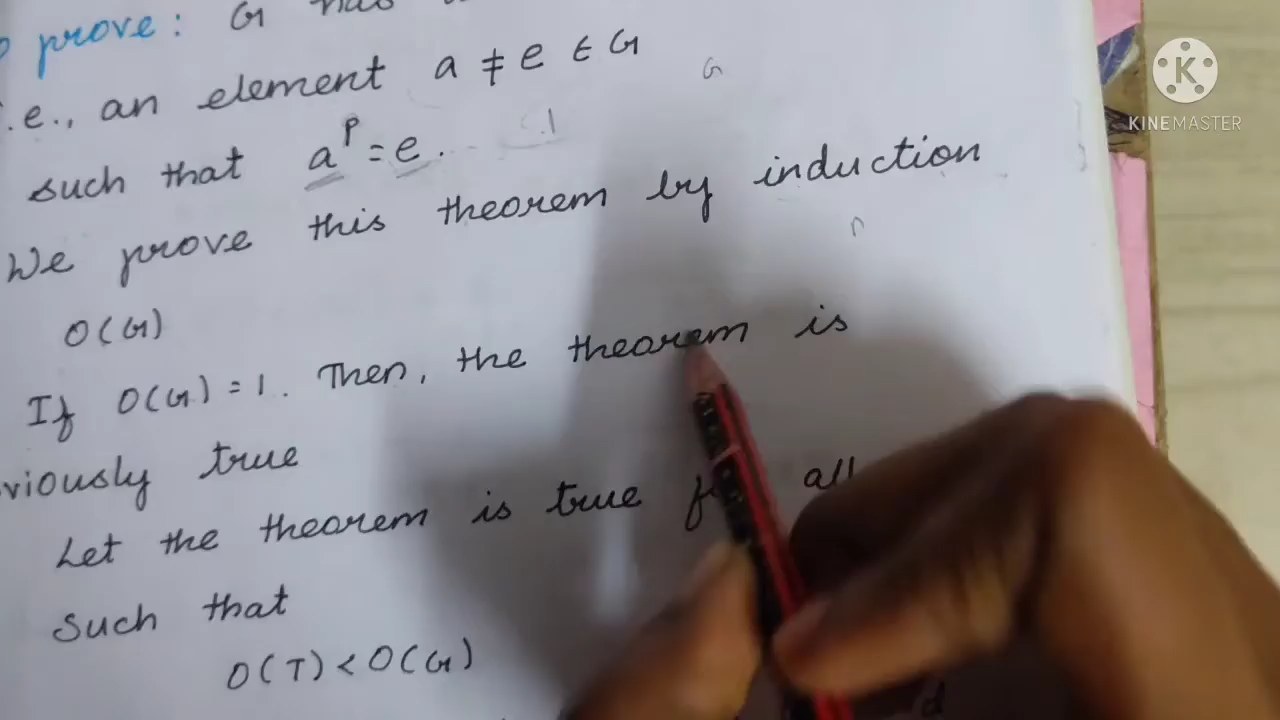 prove: G has
i.e., an element a ≠ e ∈ G
such that a^p = e.
We prove this theorem by induction
O(G)
If O(G) = 1. Then, the theorem is
viously true
Let the theorem is true all
Such that
O(T) < O(G)
K
KINEMASTER